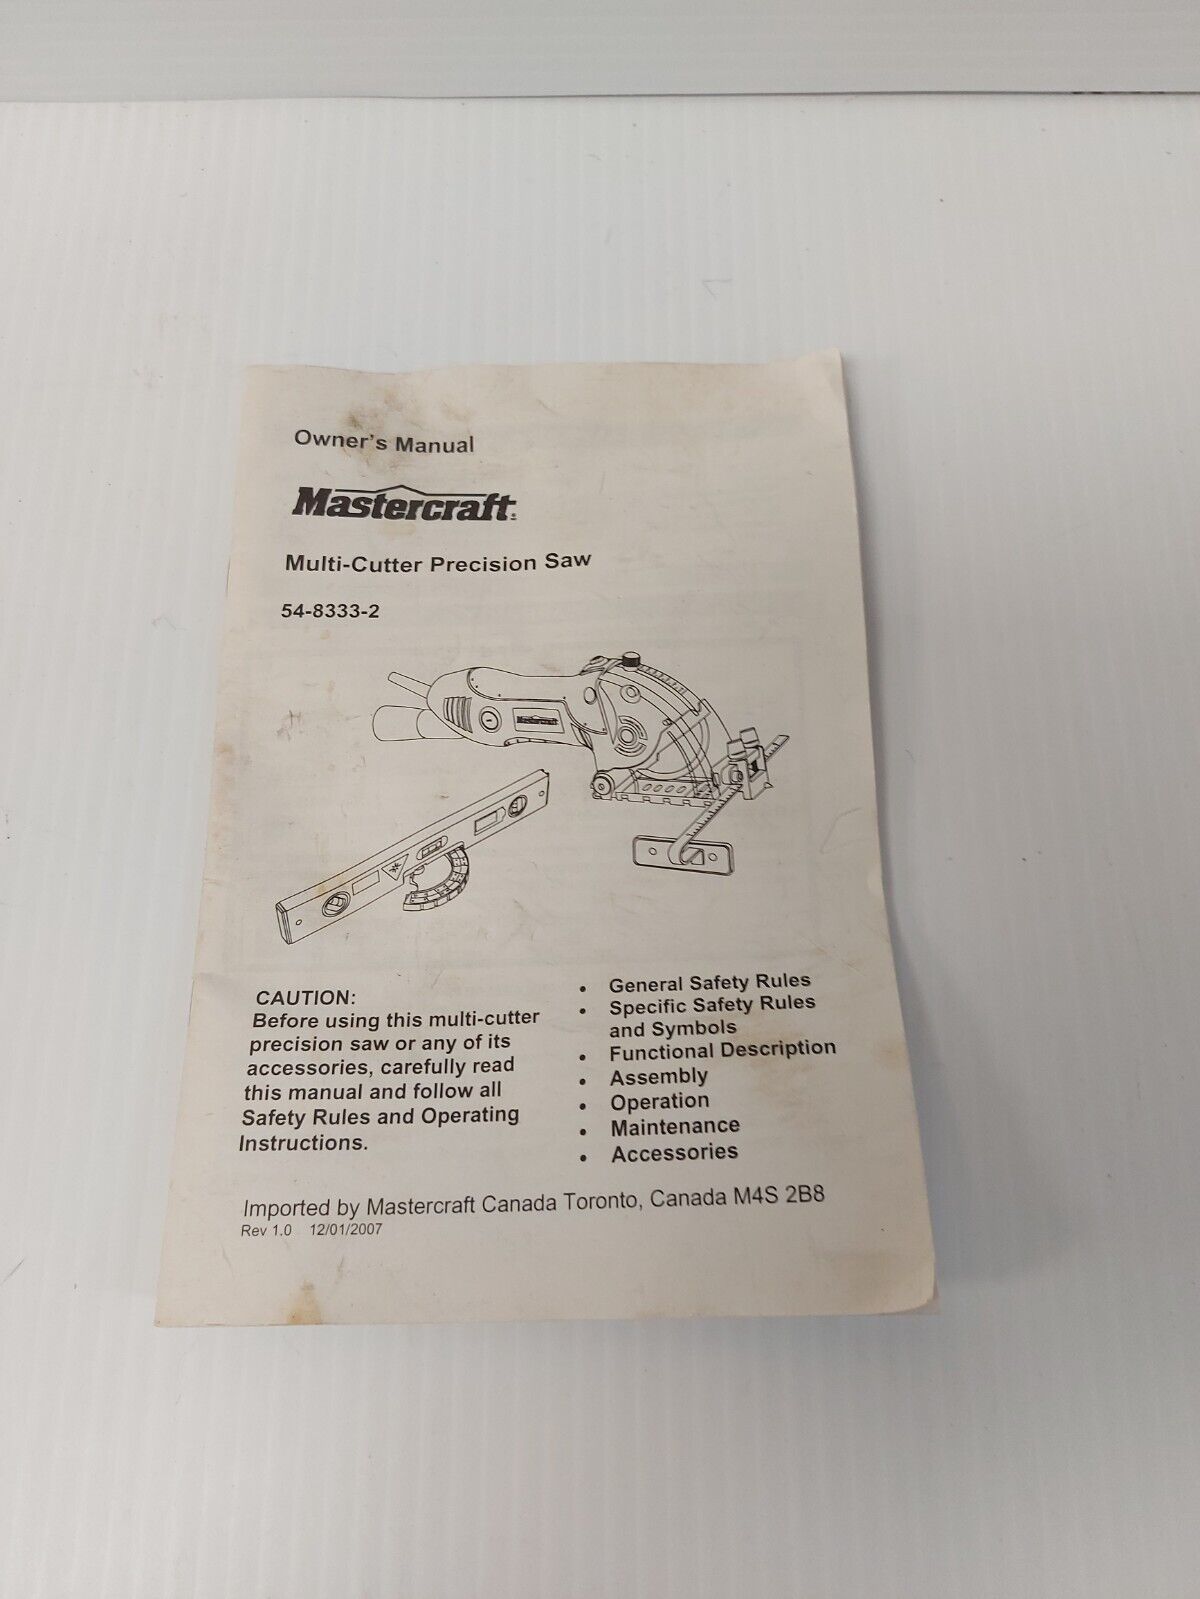 Owner's Manual
Mastercraft®
Multi-Cutter Precision Saw
54-8333-2
Mastercraft
CAUTION:
Before using this multi-cutter
precision saw or any of its
accessories, carefully read
this manual and follow all
Safety Rules and Operating
Instructions.
• General Safety Rules
• Specific Safety Rules
and Symbols
• Functional Description
• Assembly
• Operation
• Maintenance
• Accessories
Imported by Mastercraft Canada Toronto, Canada M4S 2B8
Rev 1.0 12/01/2007